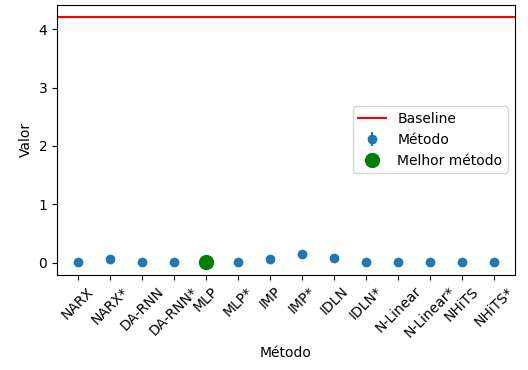 4
3
2
1
0
Valor
Baseline
Método
Melhor método
NARX
NARX*
DA-RNN
DA-RNN*
MLP
MLP*
IMP
IMP*
IDLN
IDLN*
N-Linear
N-Linear*
NHiTS
NHiTS*
Método